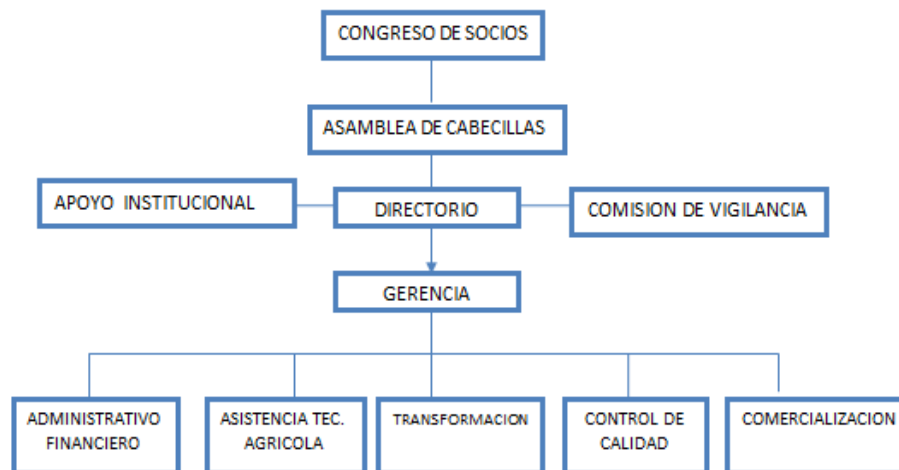 CONGRESO DE SOCIOS
ASAMBLEA DE CABECILLAS
APOYO INSTITUCIONAL
DIRECTORIO
COMISION DE VIGILANCIA
GERENCIA
ADMINISTRATIVO
FINANCIERO
ASISTENCIA TEC.
AGRICOLA
TRANSFORMACION
CONTROL DE
CALIDAD
COMERCIALIZACION